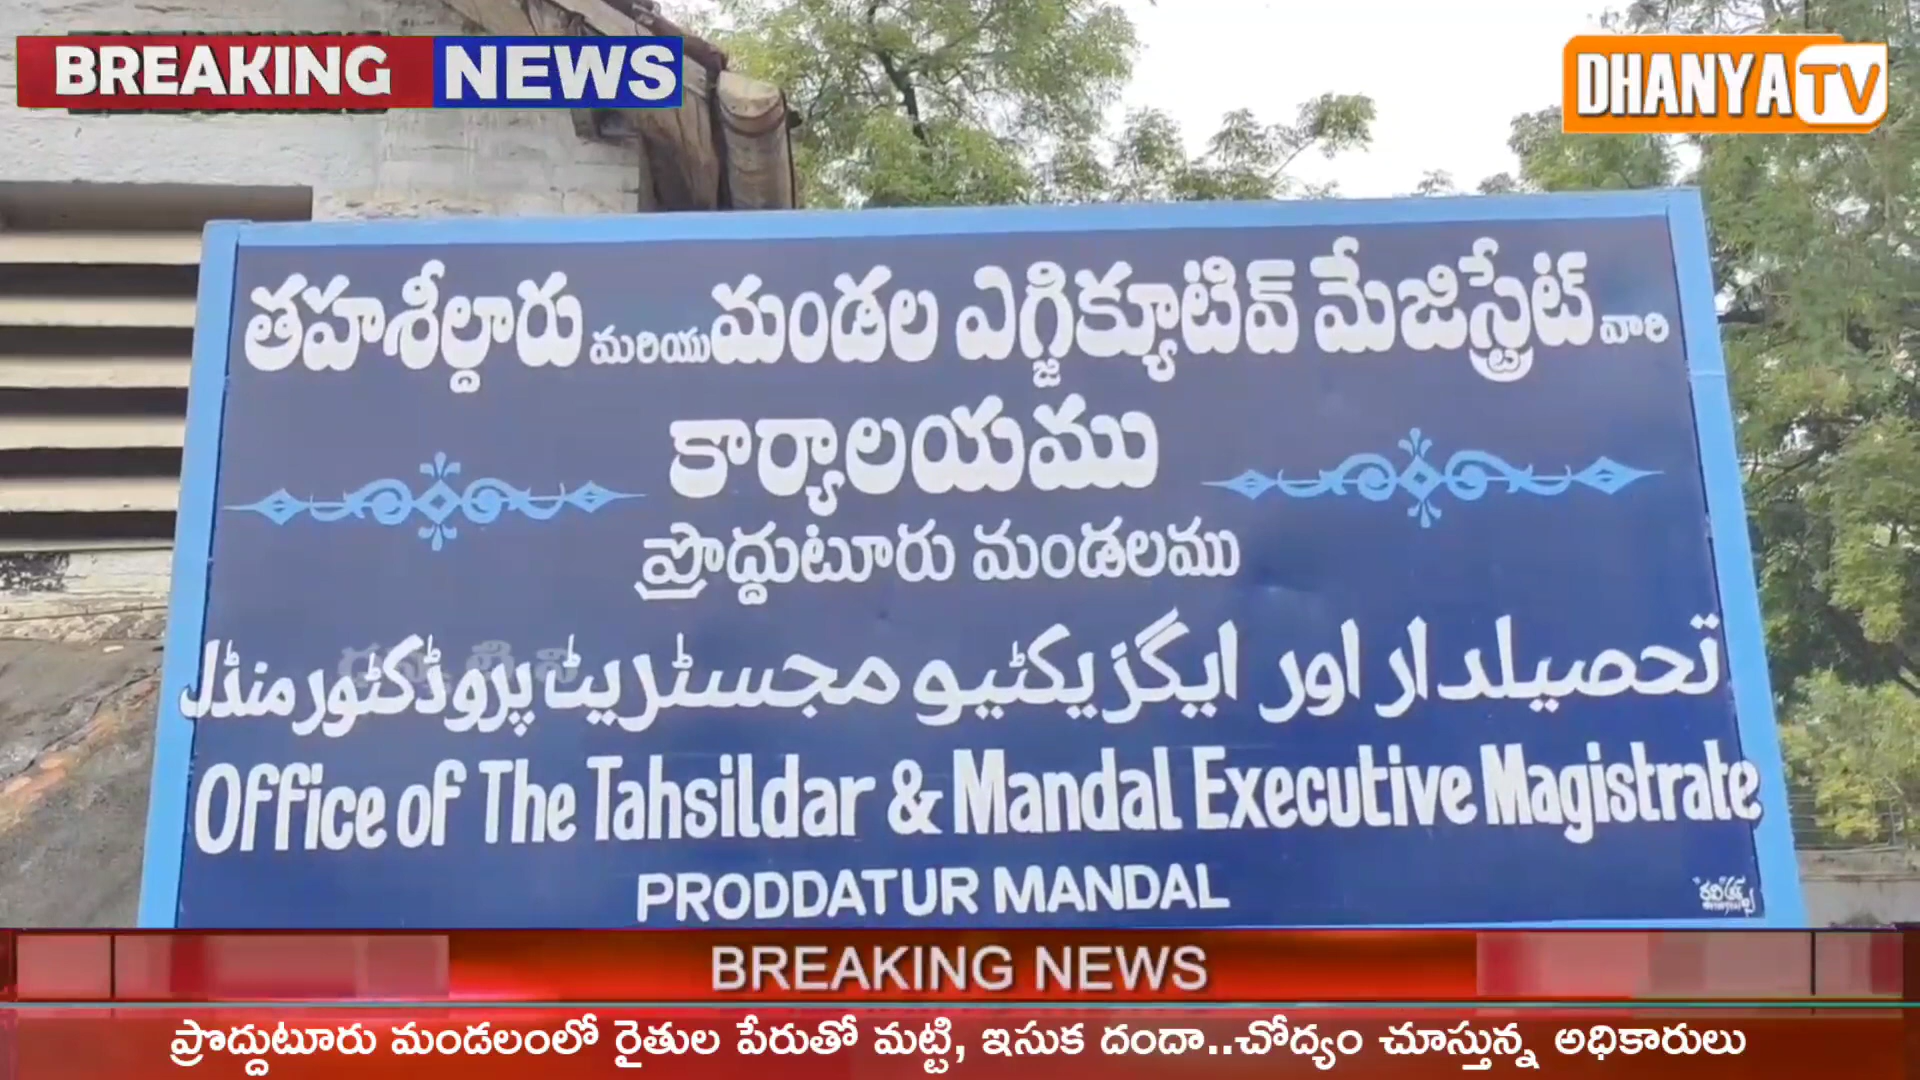 BREAKING NEWS
DHANYA TV
తహశీల్దారు మరియు మండల ఎగ్జిక్యూటివ్ మేజిస్ట్రేట్ వారి
కార్యాలయము
ప్రొద్దుటూరు మండలము
تحصیلدار اور ایگزیکٹیو مجسٹریٹ پروڈکٹور منڈل
Office of The Tahsildar & Mandal Executive Magistrate
PRODDATUR MANDAL
BREAKING NEWS
ప్రొద్దుటూరు మండలంలో రైతుల పేరుతో మట్టి, ఇసుక దందా..చోద్యం చూస్తున్న అధికారులు